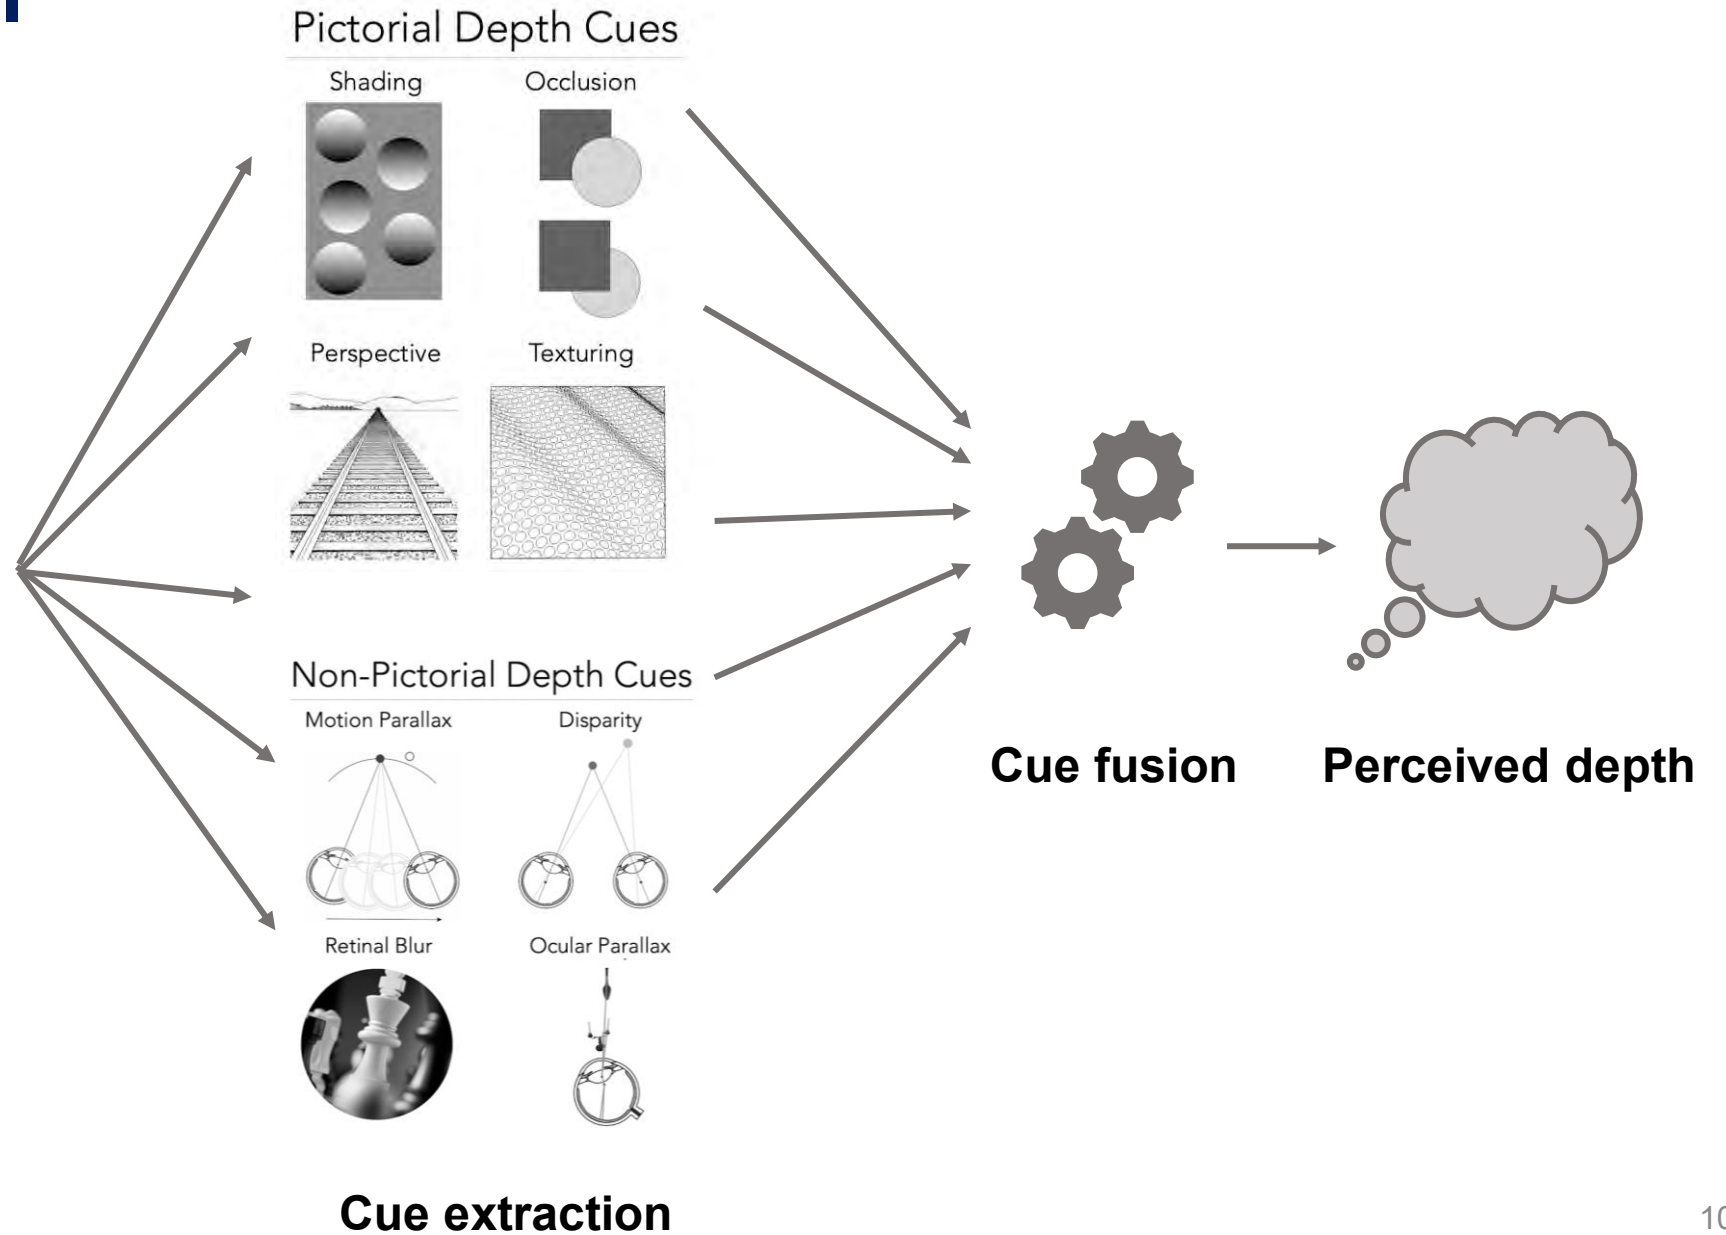 Pictorial Depth Cues
Shading
Occlusion
Perspective
Texturing
Non-Pictorial Depth Cues
Motion Parallax
Disparity
Retinal Blur
Ocular Parallax
Cue fusion
Perceived depth
Cue extraction